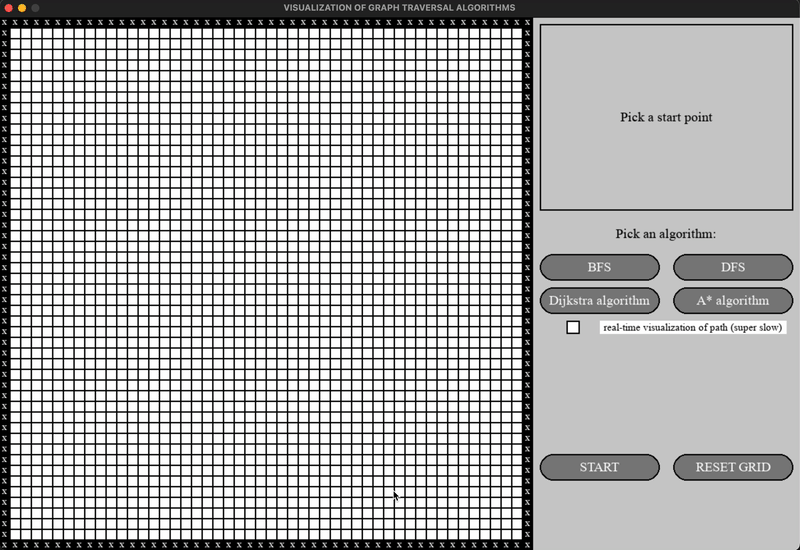 VISUALIZATION OF GRAPH TRAVERSAL ALGORITHMS
Pick a start point
Pick an algorithm:
BFS
DFS
Dijkstra algorithm
A* algorithm
real-time visualization of path (super slow)
START
RESET GRID